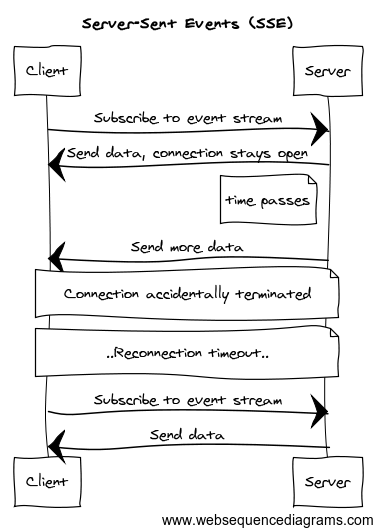 Server-Sent Events (SSE)
Client Server
Subscribe to event stream
Send data, connection stays open
time passes
Send more data
Connection accidentally terminated
..Reconnection timeout..
Subscribe to event stream
Send data
Client Server
www.websequencediagrams.com